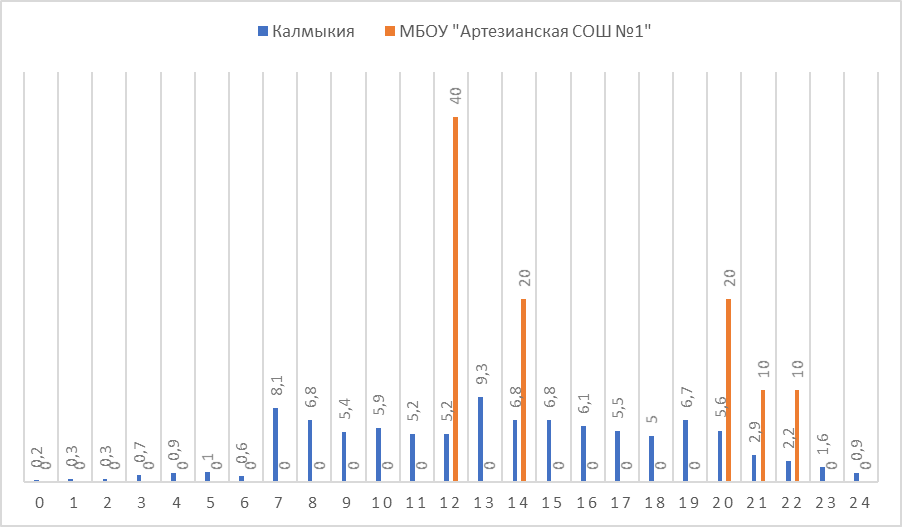 Калмыкия МБОУ "Артезианская СОШ №1"
0,2 0,3 0,3 0,7 0,9 1 0,6 8,1 6,8 5,4 5,9 5,2 5,2 9,3 6,8 6,8 6,1 5,5 5 6,7 5,6 2,9 2,2 1,6 0,9
0 0 0 0 0 0 0 0 0 0 0 0 40 0 20 0 0 0 0 0 20 10 10 0 0
0 1 2 3 4 5 6 7 8 9 10 11 12 13 14 15 16 17 18 19 20 21 22 23 24